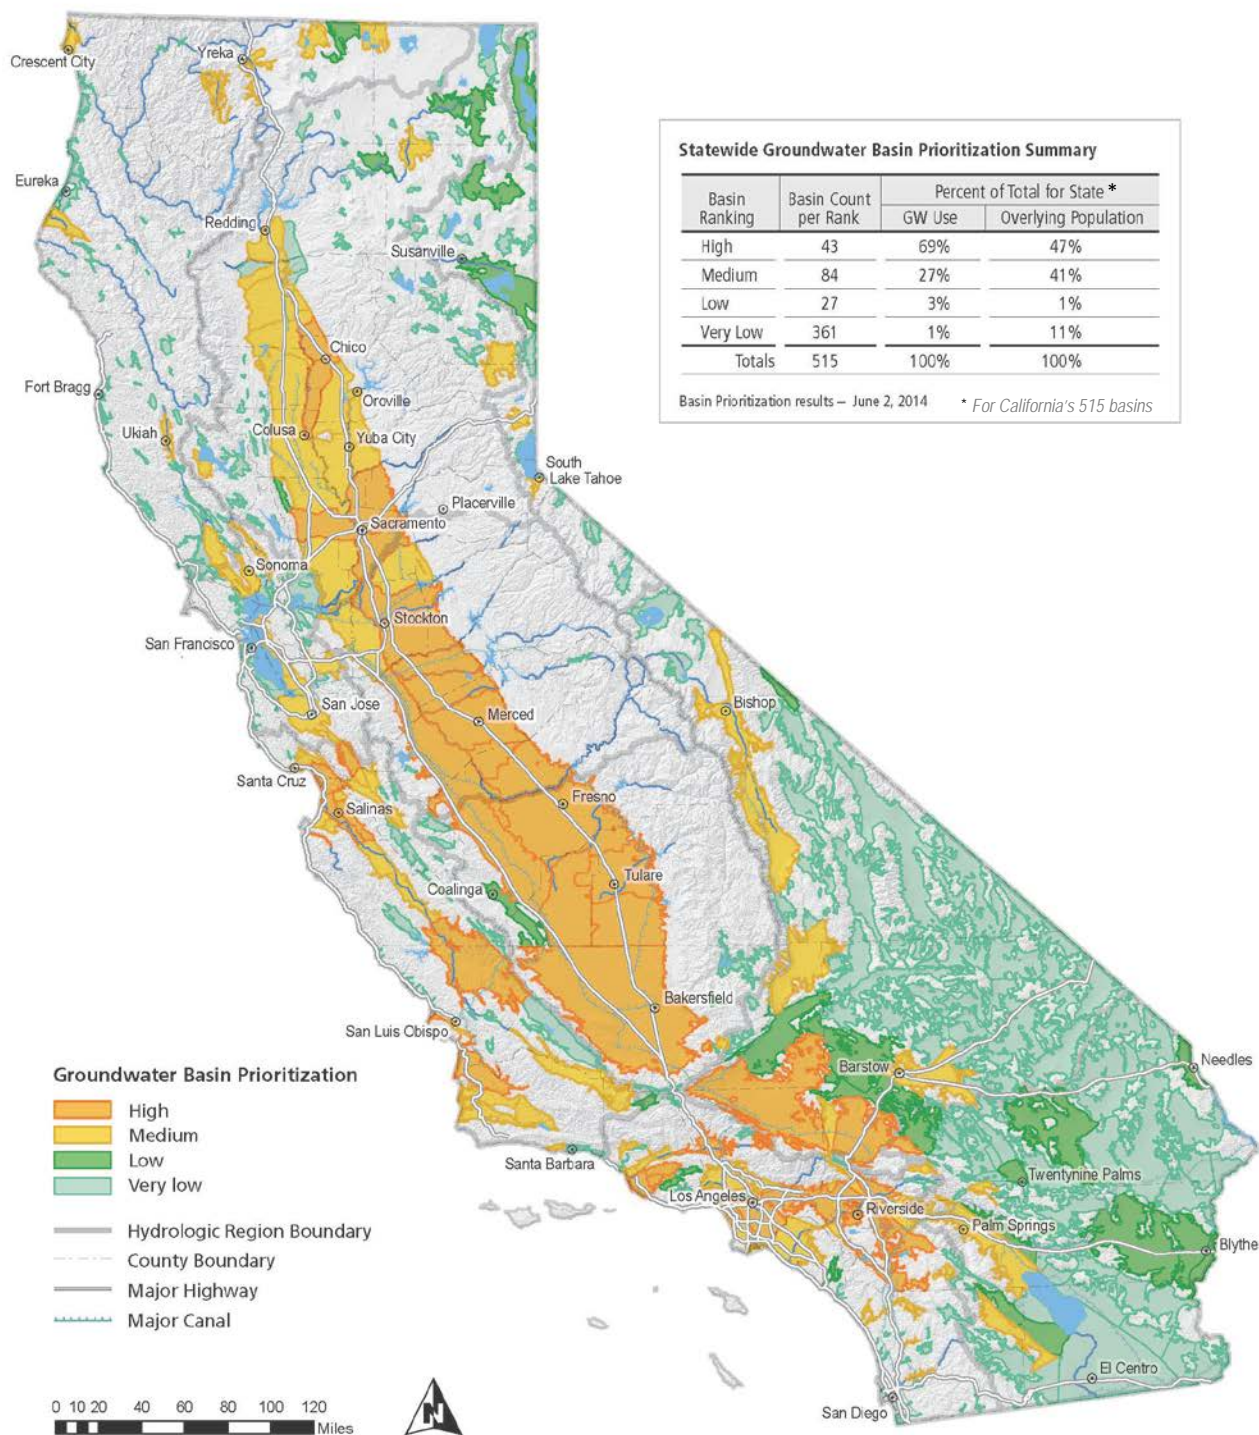 Crescent City
Yreka
Eureka
Redding
Susanville
Chico
Fort Bragg
Oroville
Ukiah
Colusa
Yuba City
South
Lake Tahoe
Placerville
Sacramento
Sonoma
Stockton
San Francisco
Bishop
San Jose
Merced
Santa Cruz
Fresno
Salinas
Tulare
Coalinga
Bakersfield
San Luis Obispo
Needles
Barstow
Santa Barbara
Twentynine Palms
Los Angeles
Riverside
Palm Springs
Blythe
El Centro
San Diego
Statewide Groundwater Basin Prioritization Summary
Basin Ranking Basin Count per Rank Percent of Total for State *
GW Use Overlying Population
High 43 69% 47%
Medium 84 27% 41%
Low 27 3% 1%
Very Low 361 1% 11%
Totals 515 100% 100%
Basin Prioritization results – June 2, 2014 * For California's 515 basins
Groundwater Basin Prioritization
High
Medium
Low
Very low
Hydrologic Region Boundary
County Boundary
Major Highway
Major Canal
0 10 20 40 60 80 100 120
Miles
N